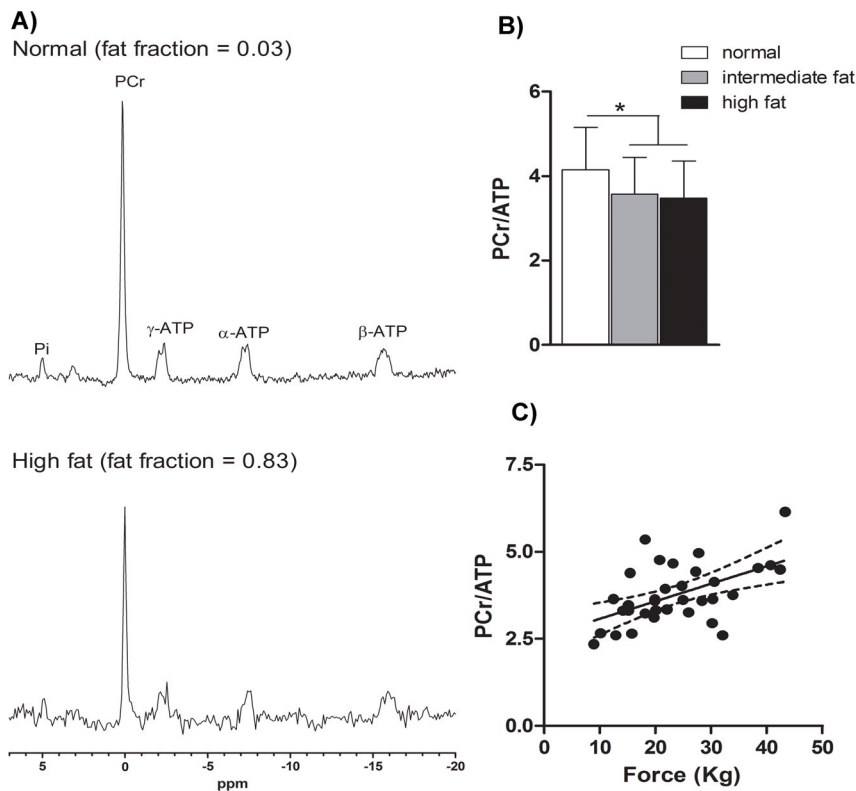 A)
Normal (fat fraction = 0.03)
PCr
Pi
γ-ATP
α-ATP
β-ATP
High fat (fat fraction = 0.83)
5 0 -5 -10 -15 -20
ppm
B)
normal
intermediate fat
high fat
*
6
4
2
0
PCr/ATP
C)
7.5
5.0
2.5
0.0
PCr/ATP
0 10 20 30 40 50
Force (Kg)